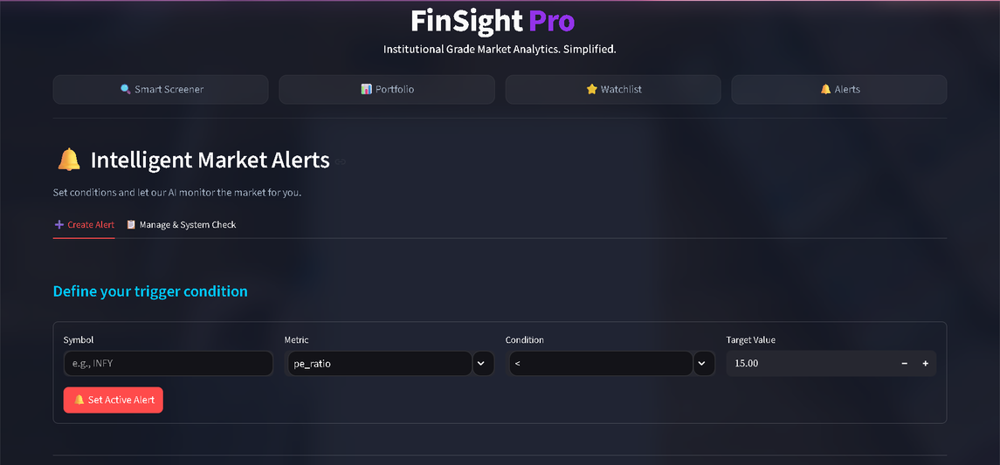 FinSight Pro
Institutional Grade Market Analytics. Simplified.
🔍 Smart Screener
📊 Portfolio
⭐ Watchlist
🔔 Alerts
🔔 Intelligent Market Alerts
Set conditions and let our AI monitor the market for you.
➕ Create Alert
📋 Manage & System Check
Define your trigger condition
Symbol
Metric
Condition
Target Value
e.g., INFY
pe_ratio
<
15.00
− +
🔔 Set Active Alert